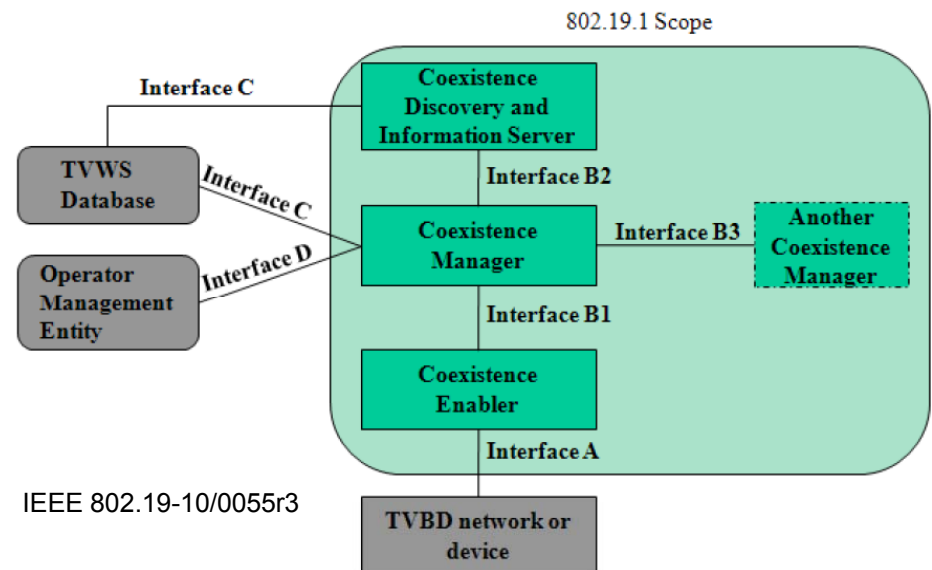 802.19.1 Scope
Interface C
Coexistence
Discovery and
Information Server
TVWS
Database
Interface C
Interface B2
Coexistence
Manager
Interface B3
Another
Coexistence
Manager
Operator
Management
Entity
Interface D
Interface B1
Coexistence
Enabler
Interface A
IEEE 802.19-10/0055r3
TVBD network or
device